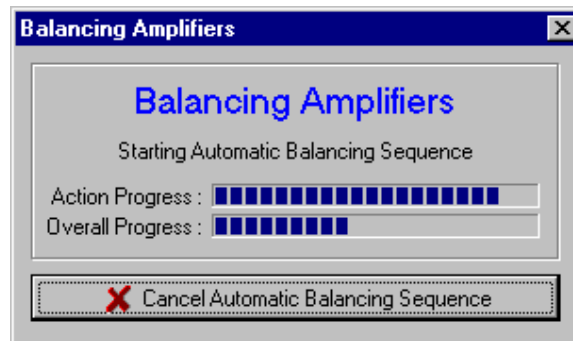 Balancing Amplifiers
Balancing Amplifiers
Starting Automatic Balancing Sequence
Action Progress :
Overall Progress :
Cancel Automatic Balancing Sequence